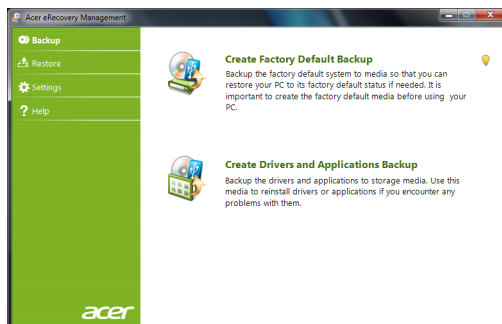 Acer eRecovery Management
Backup
Restore
Settings
Help
Create Factory Default Backup
Backup the factory default system to media so that you can
restore your PC to its factory default status if needed. It is
important to create the factory default media before using your
PC.
Create Drivers and Applications Backup
Backup the drivers and applications to storage media. Use this
media to reinstall drivers or applications if you encounter any
problems with them.
acer